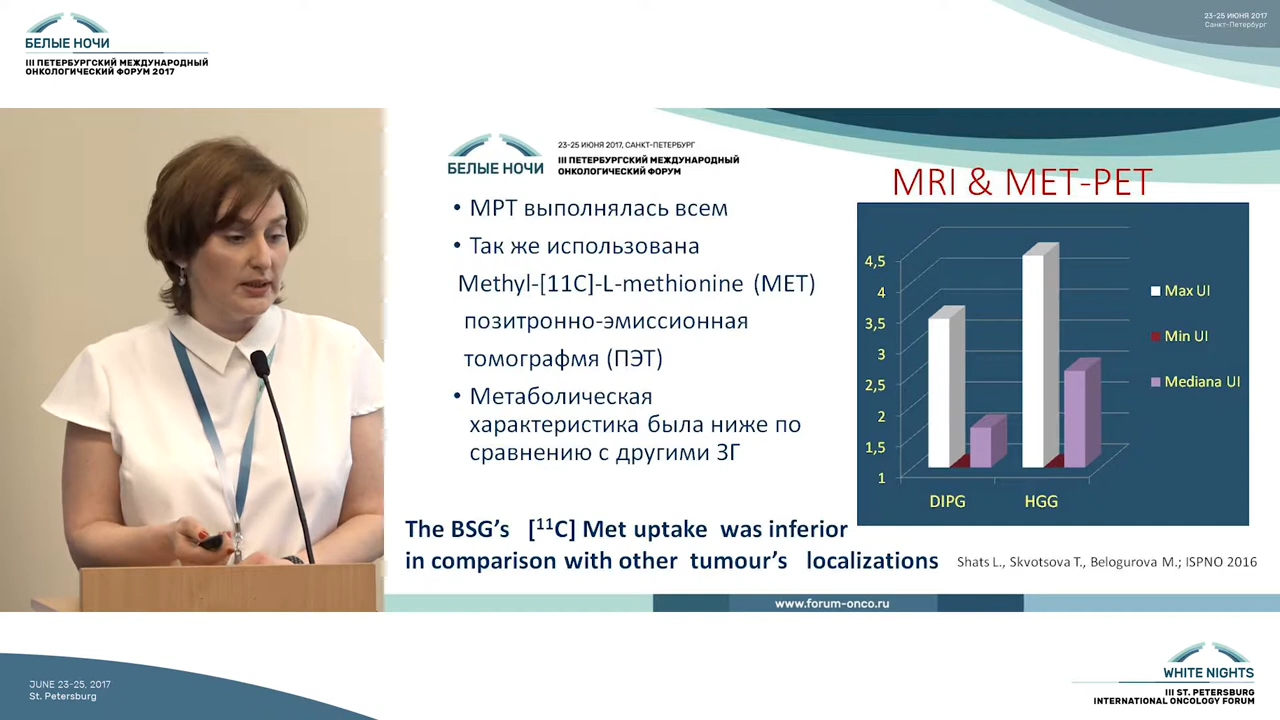 БЕЛЫЕ НОЧИ
III ПЕТЕРБУРГСКИЙ МЕЖДУНАРОДНЫЙ
ОНКОЛОГИЧЕСКИЙ ФОРУМ 2017
23-25 ИЮНЯ 2017
Санкт-Петербург
БЕЛЫЕ НОЧИ
23-25 ИЮНЯ 2017, САНКТ-ПЕТЕРБУРГ
III ПЕТЕРБУРГСКИЙ МЕЖДУНАРОДНЫЙ
ОНКОЛОГИЧЕСКИЙ ФОРУМ
MRI & MET-PET
• МРТ выполнялась всем
• Так же использована
Methyl-[11C]-L-methionine (MET)
позитронно-эмиссионная
томографмя (ПЭТ)
• Метаболическая
характеристика была ниже по
сравнению с другими ЗГ
4,5
4
3,5
3
2,5
2
1,5
1
DIPG
HGG
Max UI
Min UI
Mediana UI
The BSG's [¹¹C] Met uptake was inferior
in comparison with other tumour's localizations
Shats L., Skvotsova T., Belogurova M.; ISPNO 2016
www.forum-onco.ru
JUNE 23-25, 2017
St. Petersburg
WHITE NIGHTS
III ST. PETERSBURG
INTERNATIONAL ONCOLOGY FORUM